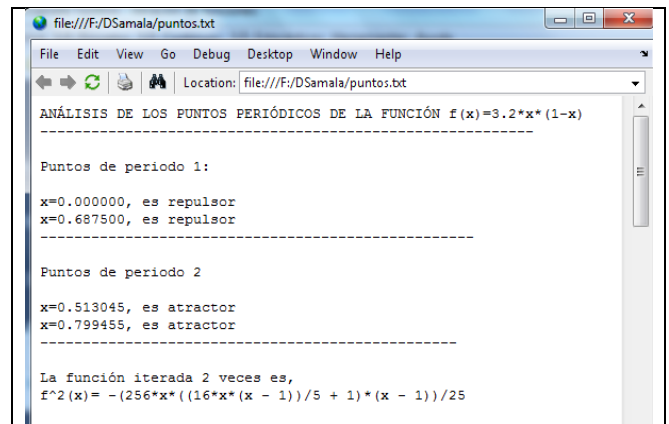 file:///F:/DSamala/puntos.txt
File Edit View Go Debug Desktop Window Help
Location: file:///F:/DSamala/puntos.txt
ANÁLISIS DE LOS PUNTOS PERIÓDICOS DE LA FUNCIÓN f(x)=3.2*x*(1-x)
----------------------------------------------------------------
Puntos de periodo 1:
x=0.000000, es repulsor
x=0.687500, es repulsor
--------------------------------------------------------
Puntos de periodo 2
x=0.513045, es atractor
x=0.799455, es atractor
------------------------------------------------------
La función iterada 2 veces es,
f^2(x)= -(256*x*((16*x*(x - 1))/5 + 1)*(x - 1))/25